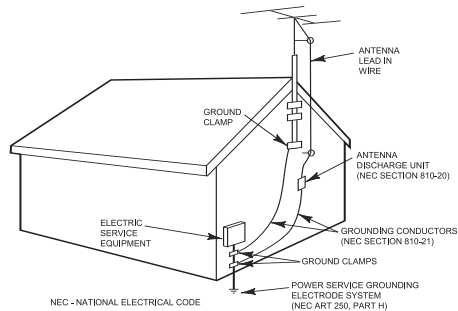 ANTENNA
LEAD IN
WIRE
GROUND
CLAMP
ANTENNA
DISCHARGE UNIT
(NEC SECTION 810-20)
ELECTRIC
SERVICE
EQUIPMENT
GROUNDING CONDUCTORS
(NEC SECTION 810-21)
GROUND CLAMPS
POWER SERVICE GROUNDING
ELECTRODE SYSTEM
(NEC ART 250, PART H)
NEC - NATIONAL ELECTRICAL CODE